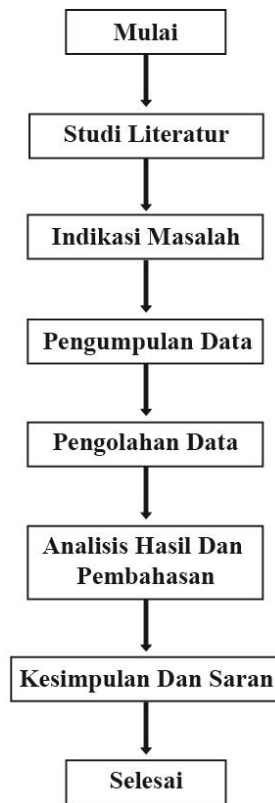 Mulai
Studi Literatur
Indikasi Masalah
Pengumpulan Data
Pengolahan Data
Analisis Hasil Dan
Pembahasan
Kesimpulan Dan Saran
Selesai